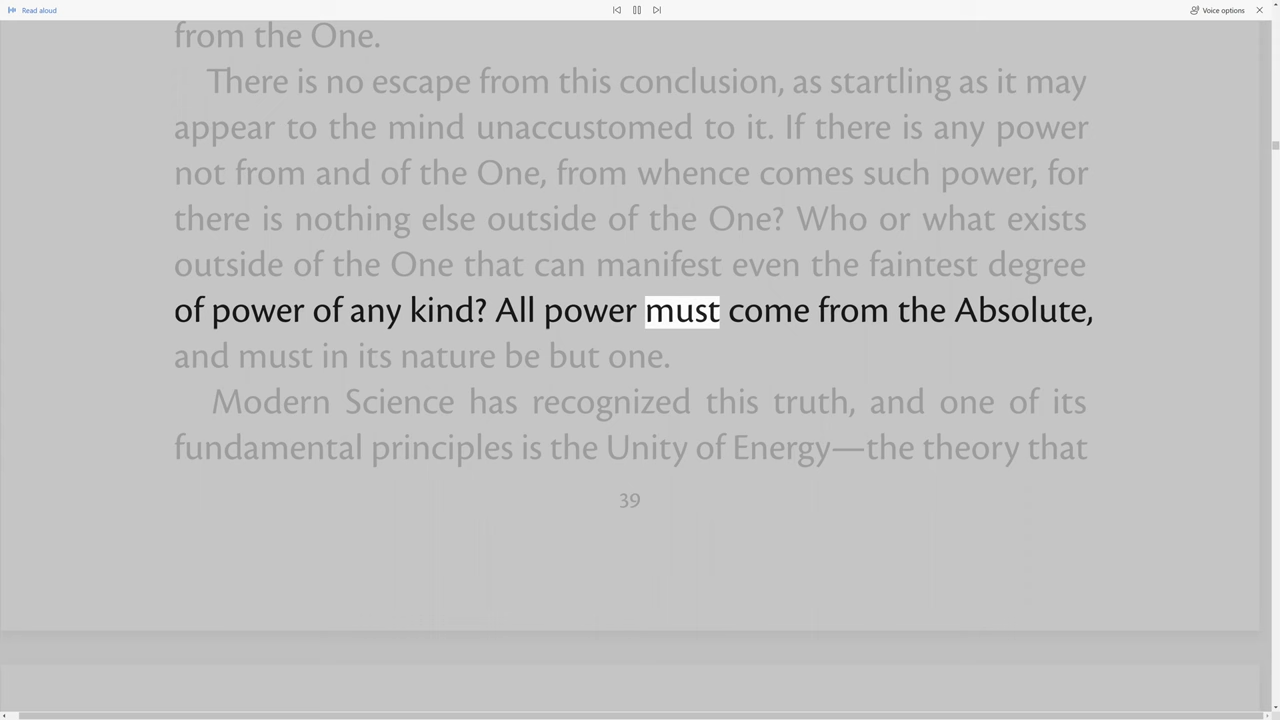 Read aloud
Voice options
from the One.
There is no escape from this conclusion, as startling as it may
appear to the mind unaccustomed to it. If there is any power
not from and of the One, from whence comes such power, for
there is nothing else outside of the One? Who or what exists
outside of the One that can manifest even the faintest degree
of power of any kind? All power must come from the Absolute,
and must in its nature be but one.
Modern Science has recognized this truth, and one of its
fundamental principles is the Unity of Energy—the theory that
39